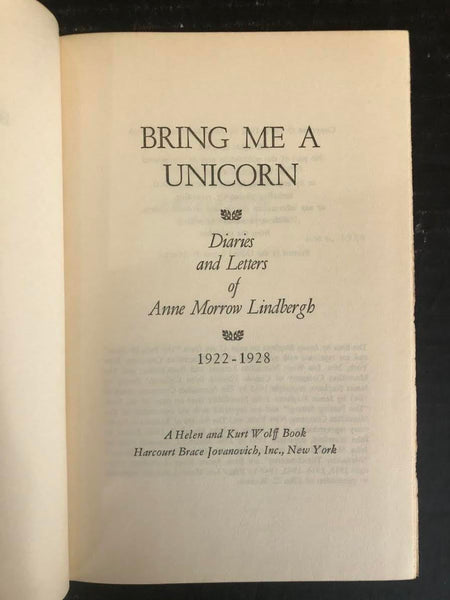 BRING ME A
UNICORN
Diaries
and Letters
of
Anne Morrow Lindbergh
1922-1928
A Helen and Kurt Wolff Book
Harcourt Brace Jovanovich, Inc., New York